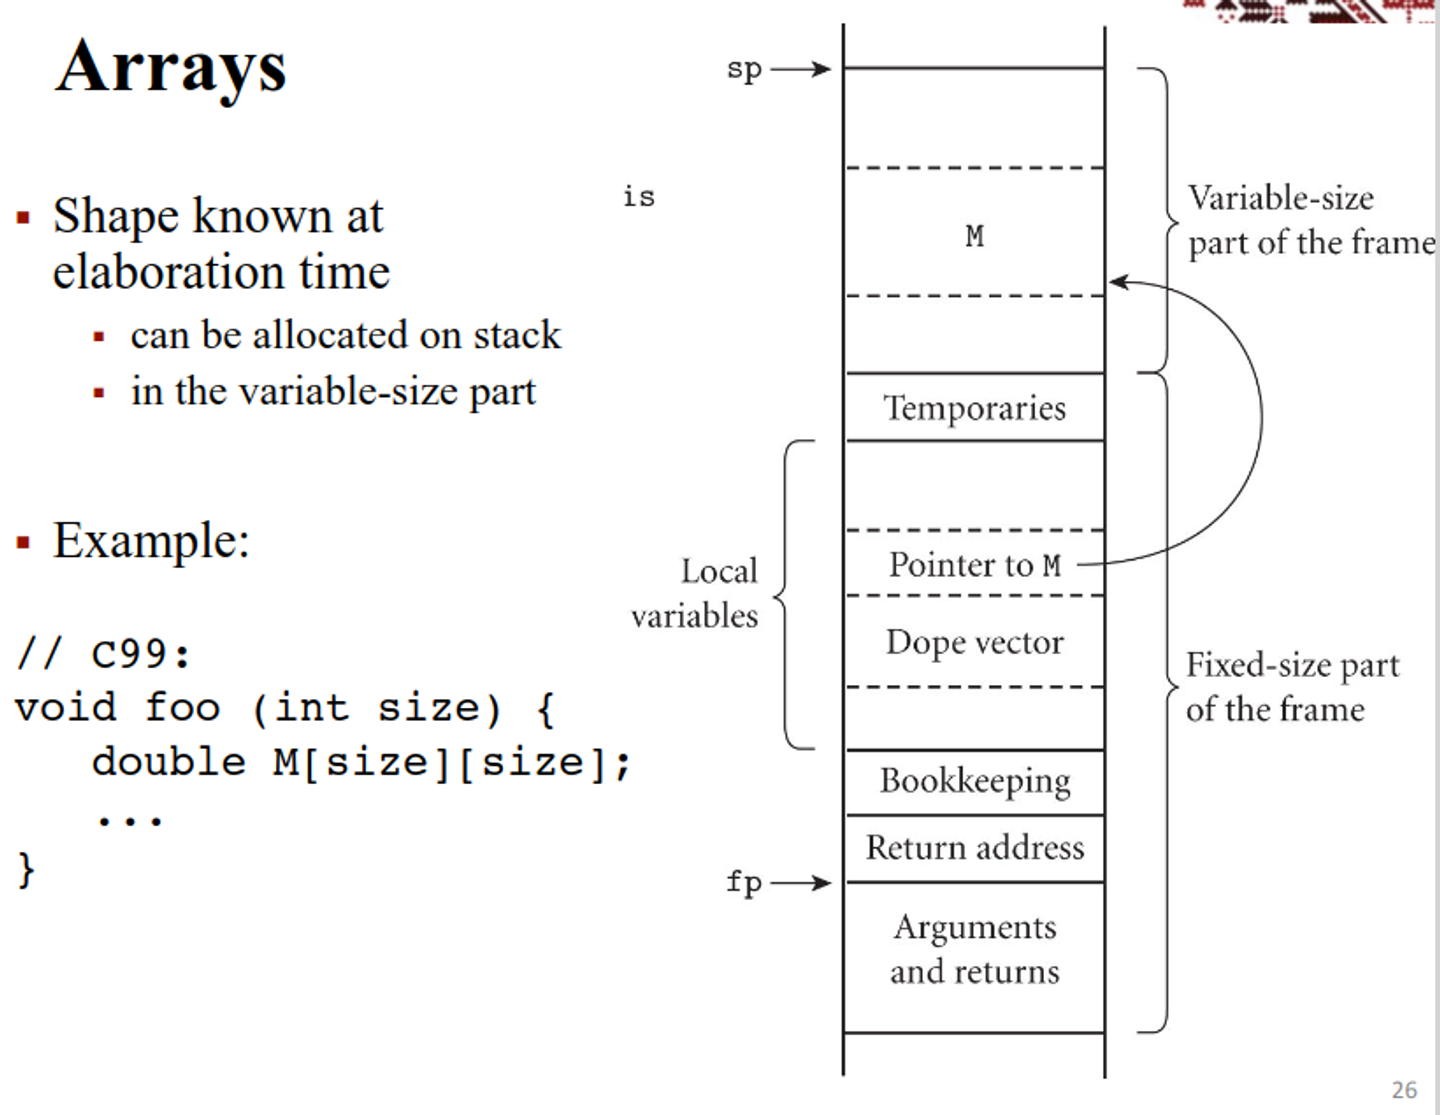 Arrays
▪ Shape known at
elaboration time
▪ can be allocated on stack
▪ in the variable-size part
▪ Example:
// C99:
void foo (int size) {
double M[size][size];
...
}
is
sp
M
Variable-size
part of the frame
Temporaries
Local
variables
Pointer to M
Dope vector
Fixed-size part
of the frame
Bookkeeping
Return address
fp
Arguments
and returns
26